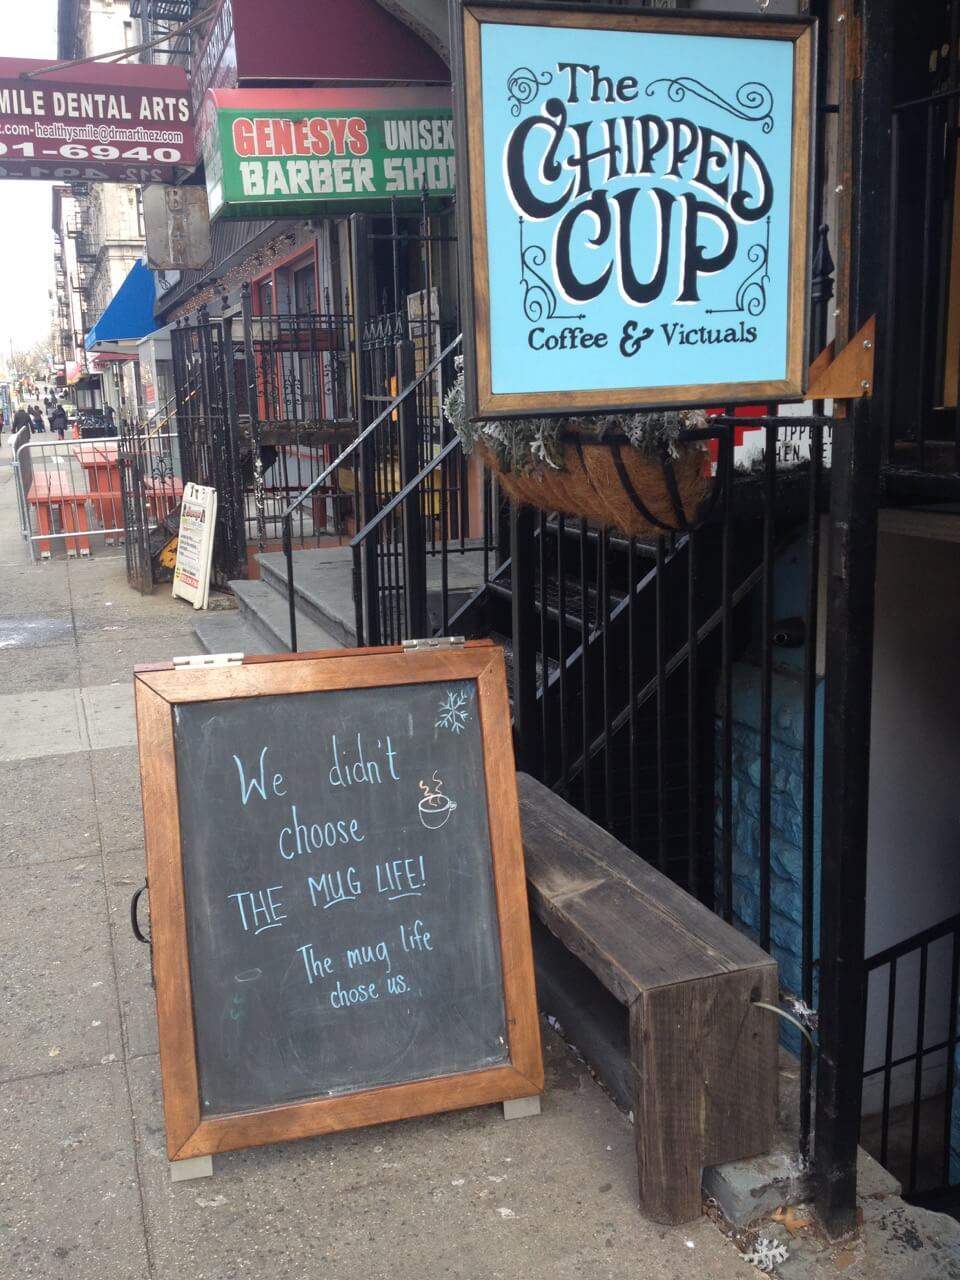 MILE DENTAL ARTS
.com-healthysmile@drmartinez.com
01-6940
GENESYS UNISEX
BARBER SHOP
The
CHIPPED
CUP
Coffee & Victuals
We didn't
choose
THE MUG LIFE!
The mug life
chose us.